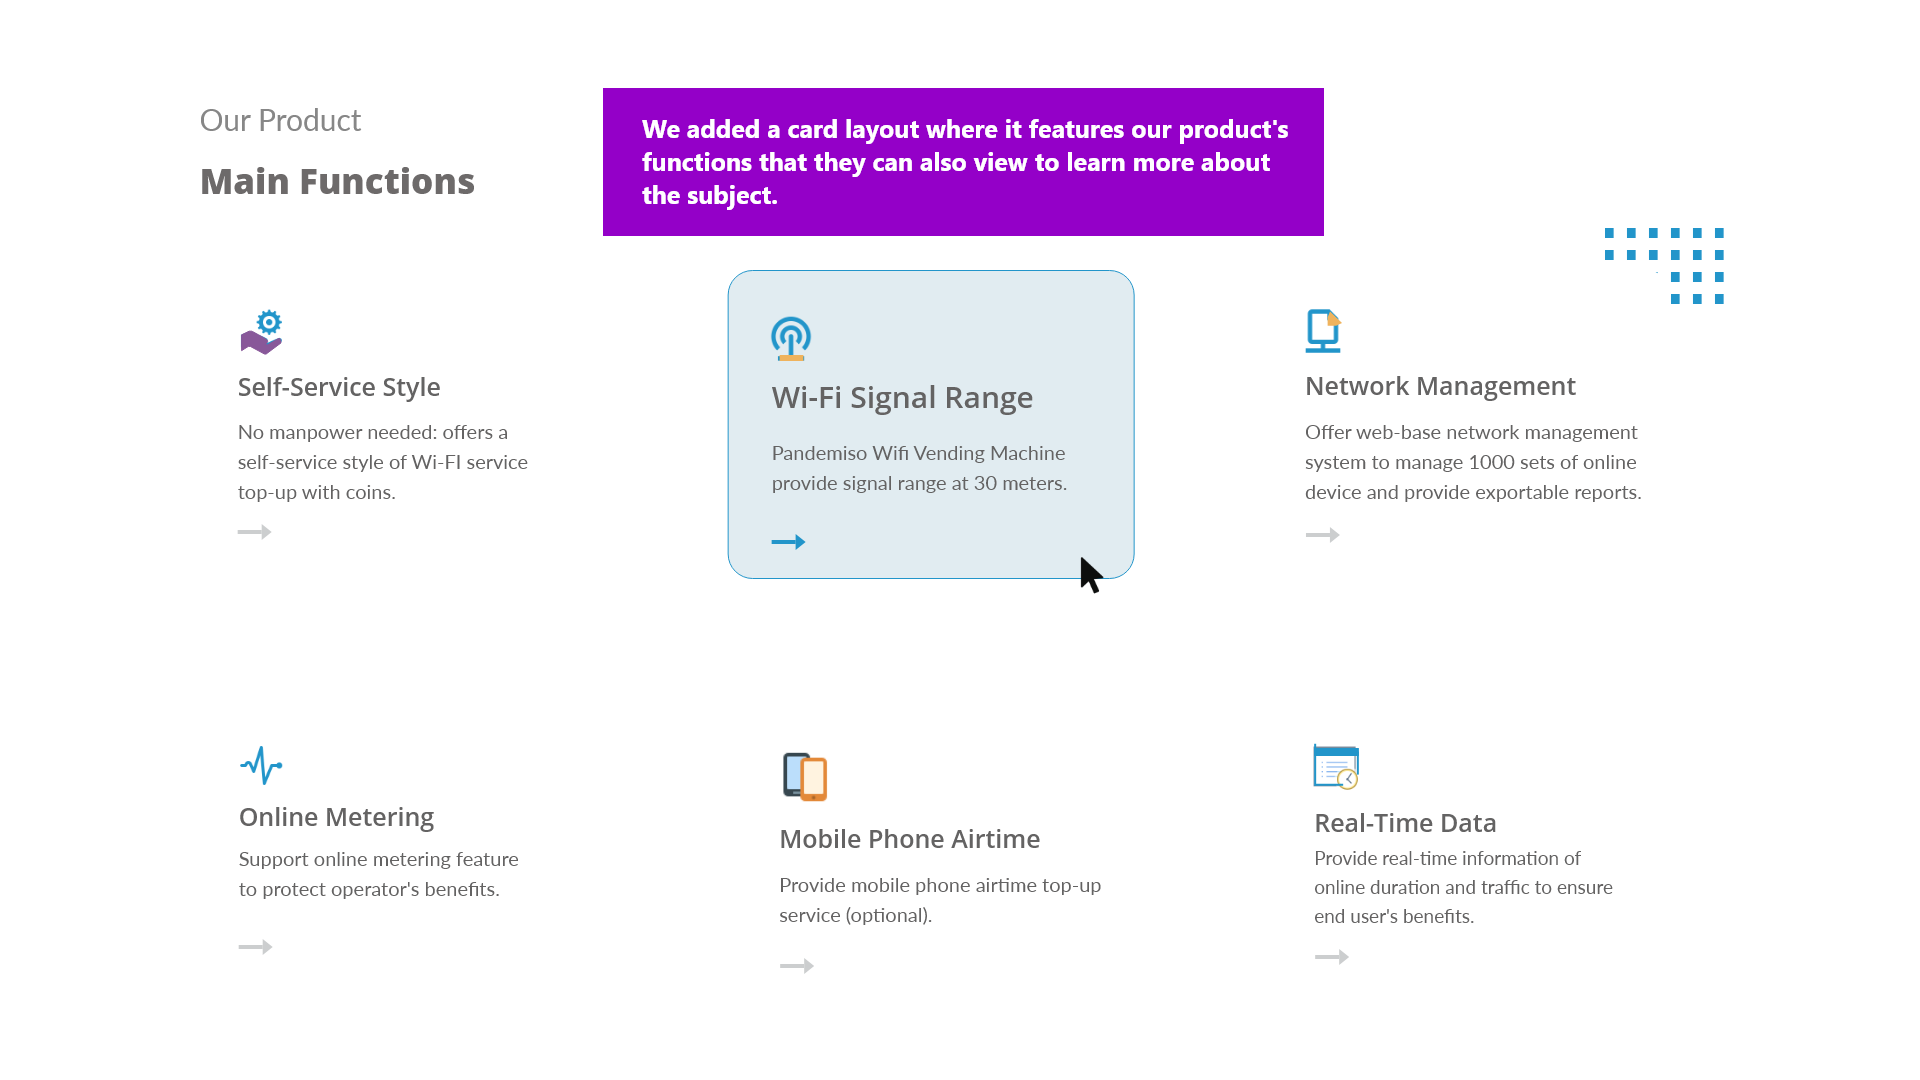 Our Product
Main Functions
We added a card layout where it features our product's
functions that they can also view to learn more about
the subject.
Self-Service Style
No manpower needed: offers a
self-service style of Wi-FI service
top-up with coins.
Wi-Fi Signal Range
Pandemiso Wifi Vending Machine
provide signal range at 30 meters.
Network Management
Offer web-base network management
system to manage 1000 sets of online
device and provide exportable reports.
Online Metering
Support online metering feature
to protect operator's benefits.
Mobile Phone Airtime
Provide mobile phone airtime top-up
service (optional).
Real-Time Data
Provide real-time information of
online duration and traffic to ensure
end user's benefits.